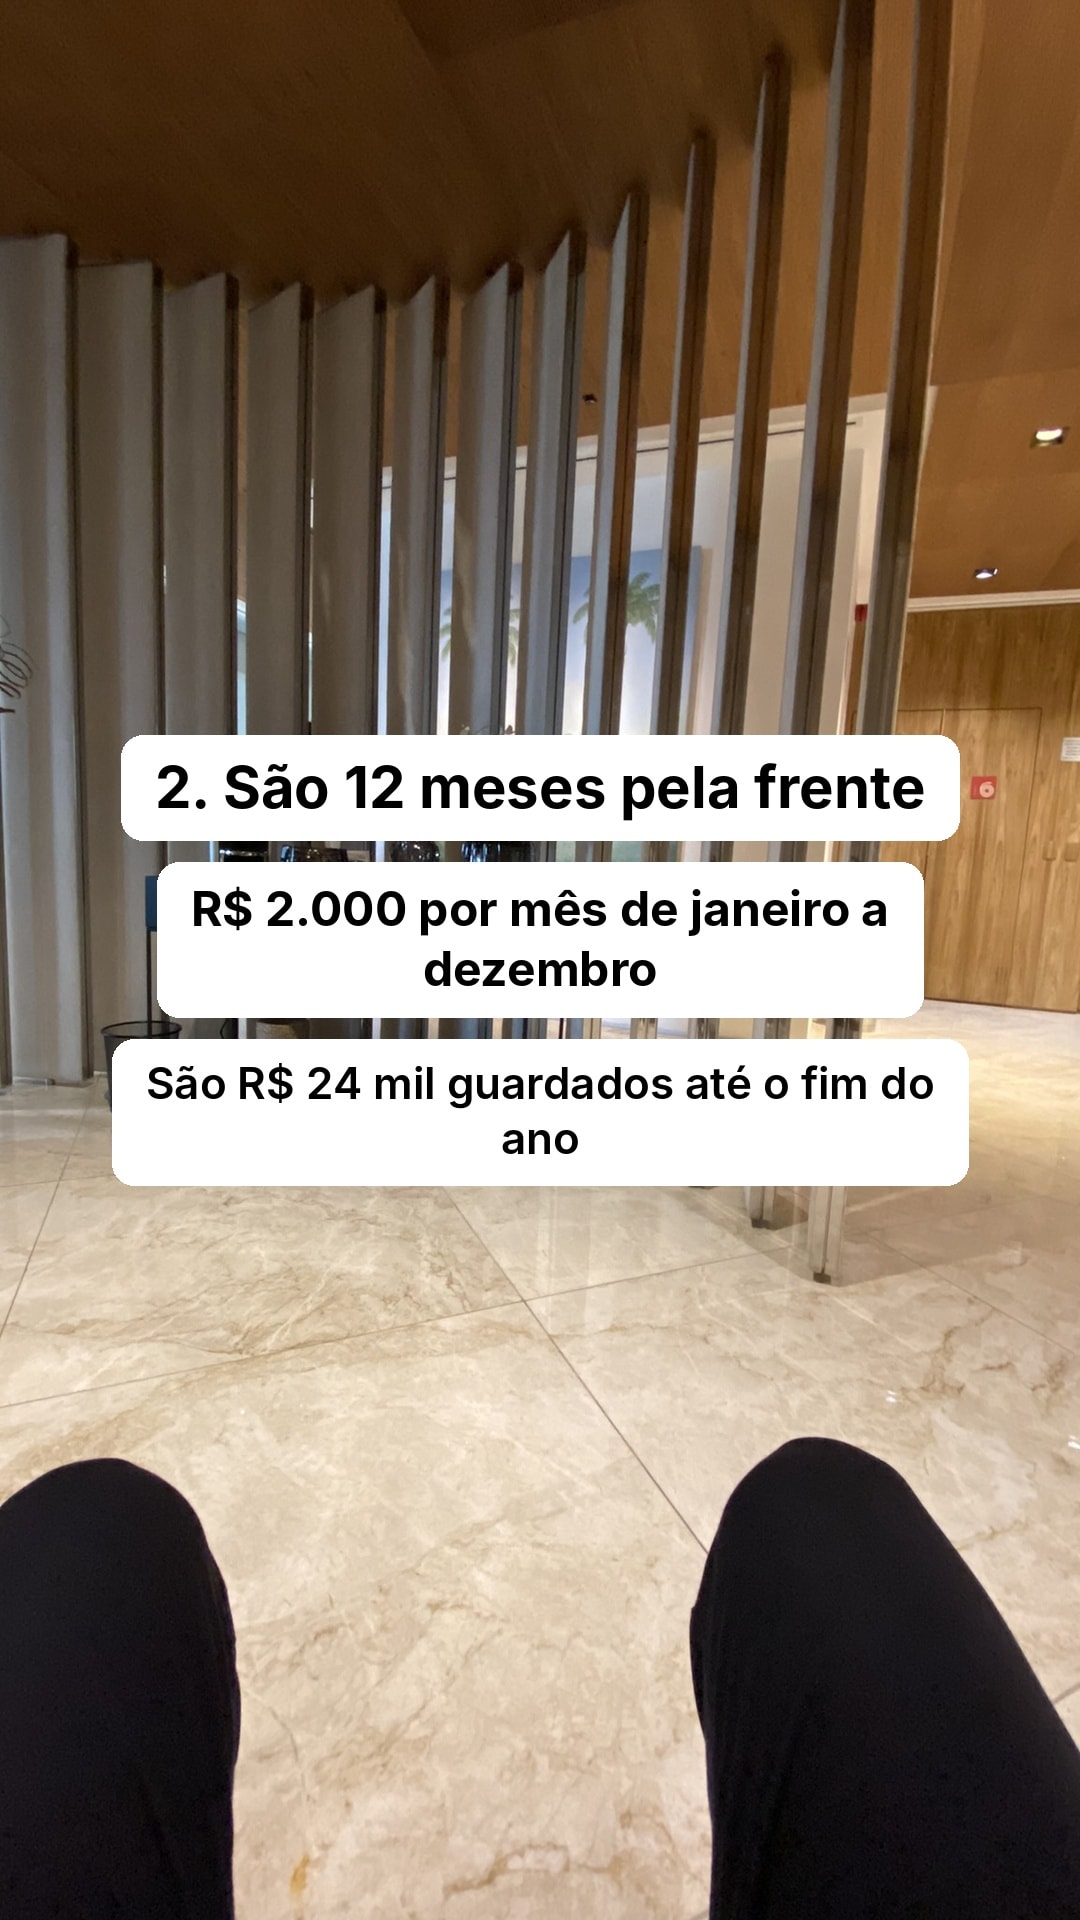 2. São 12 meses pela frente
R$ 2.000 por mês de janeiro a
dezembro
São R$ 24 mil guardados até o fim do
ano